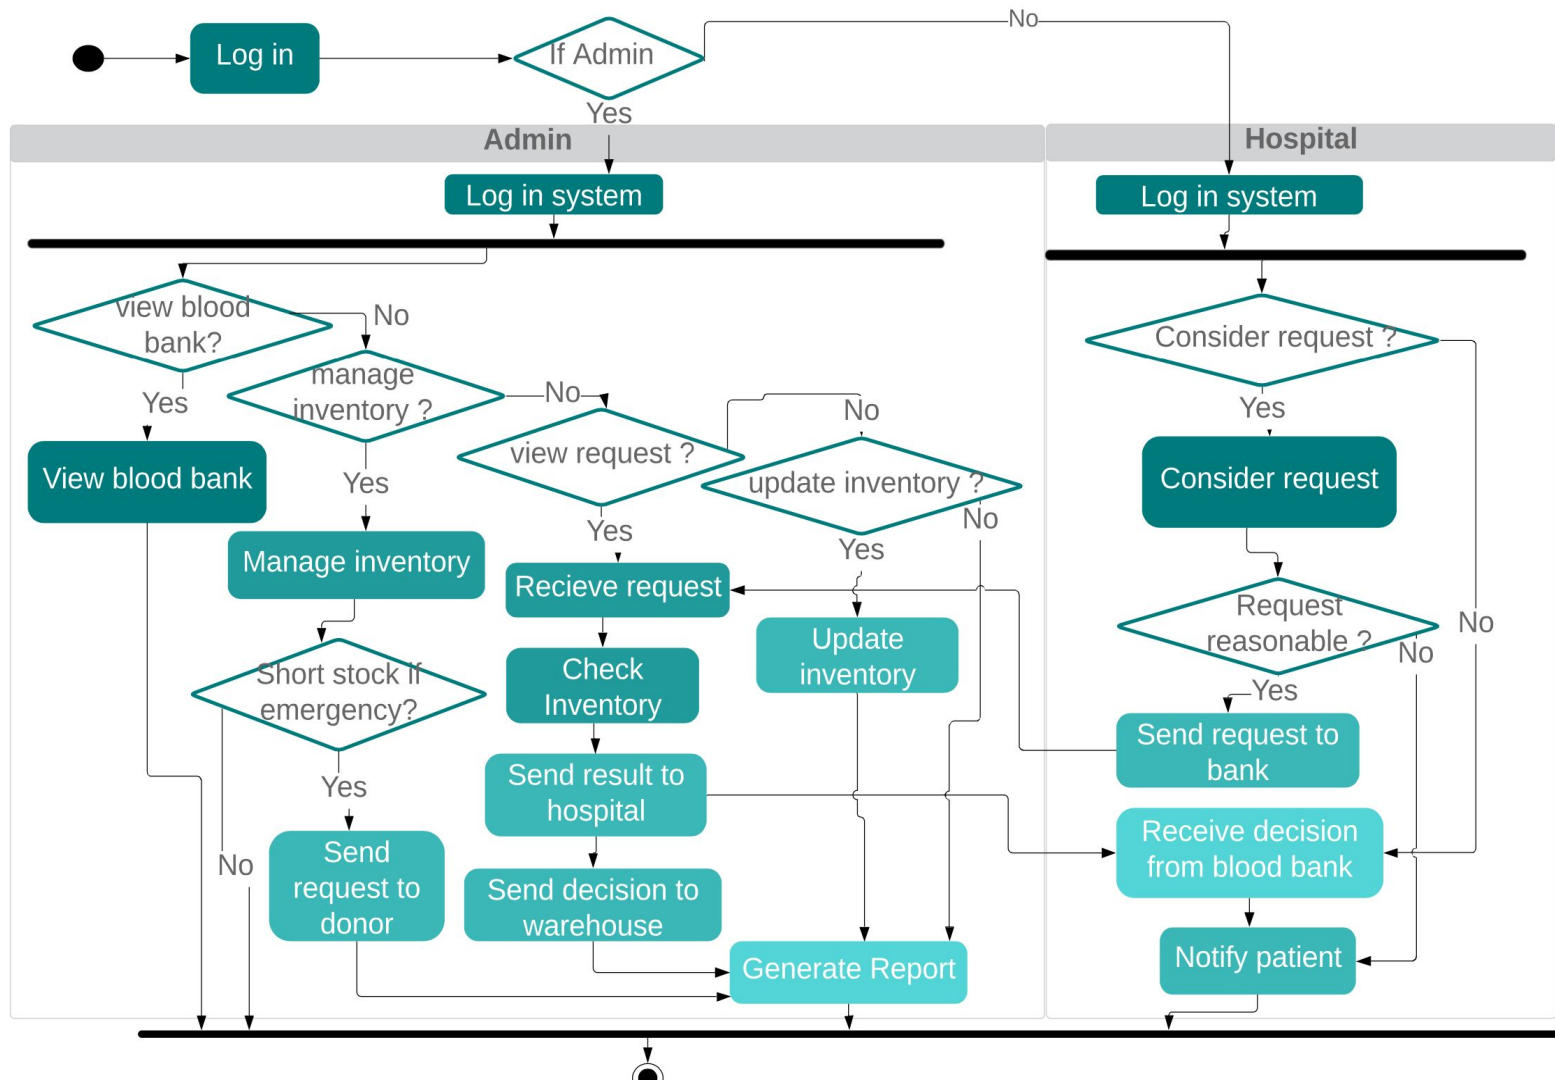 No
Log in
If Admin
Yes
Admin
Hospital
Log in system
Log in system
view blood
bank?
No
Consider request ?
manage
inventory ?
No
Yes
No
Yes
view request ?
View blood bank
Yes
update inventory ?
Consider request
No
Yes
Yes
Manage inventory
Recieve request
Request
reasonable ?
No
Update
inventory
No
Short stock if
emergency?
Check
Inventory
Yes
Send request to
bank
Send result to
hospital
Yes
Receive decision
from blood bank
Send
request to
donor
No
Send decision to
warehouse
Notify patient
Generate Report